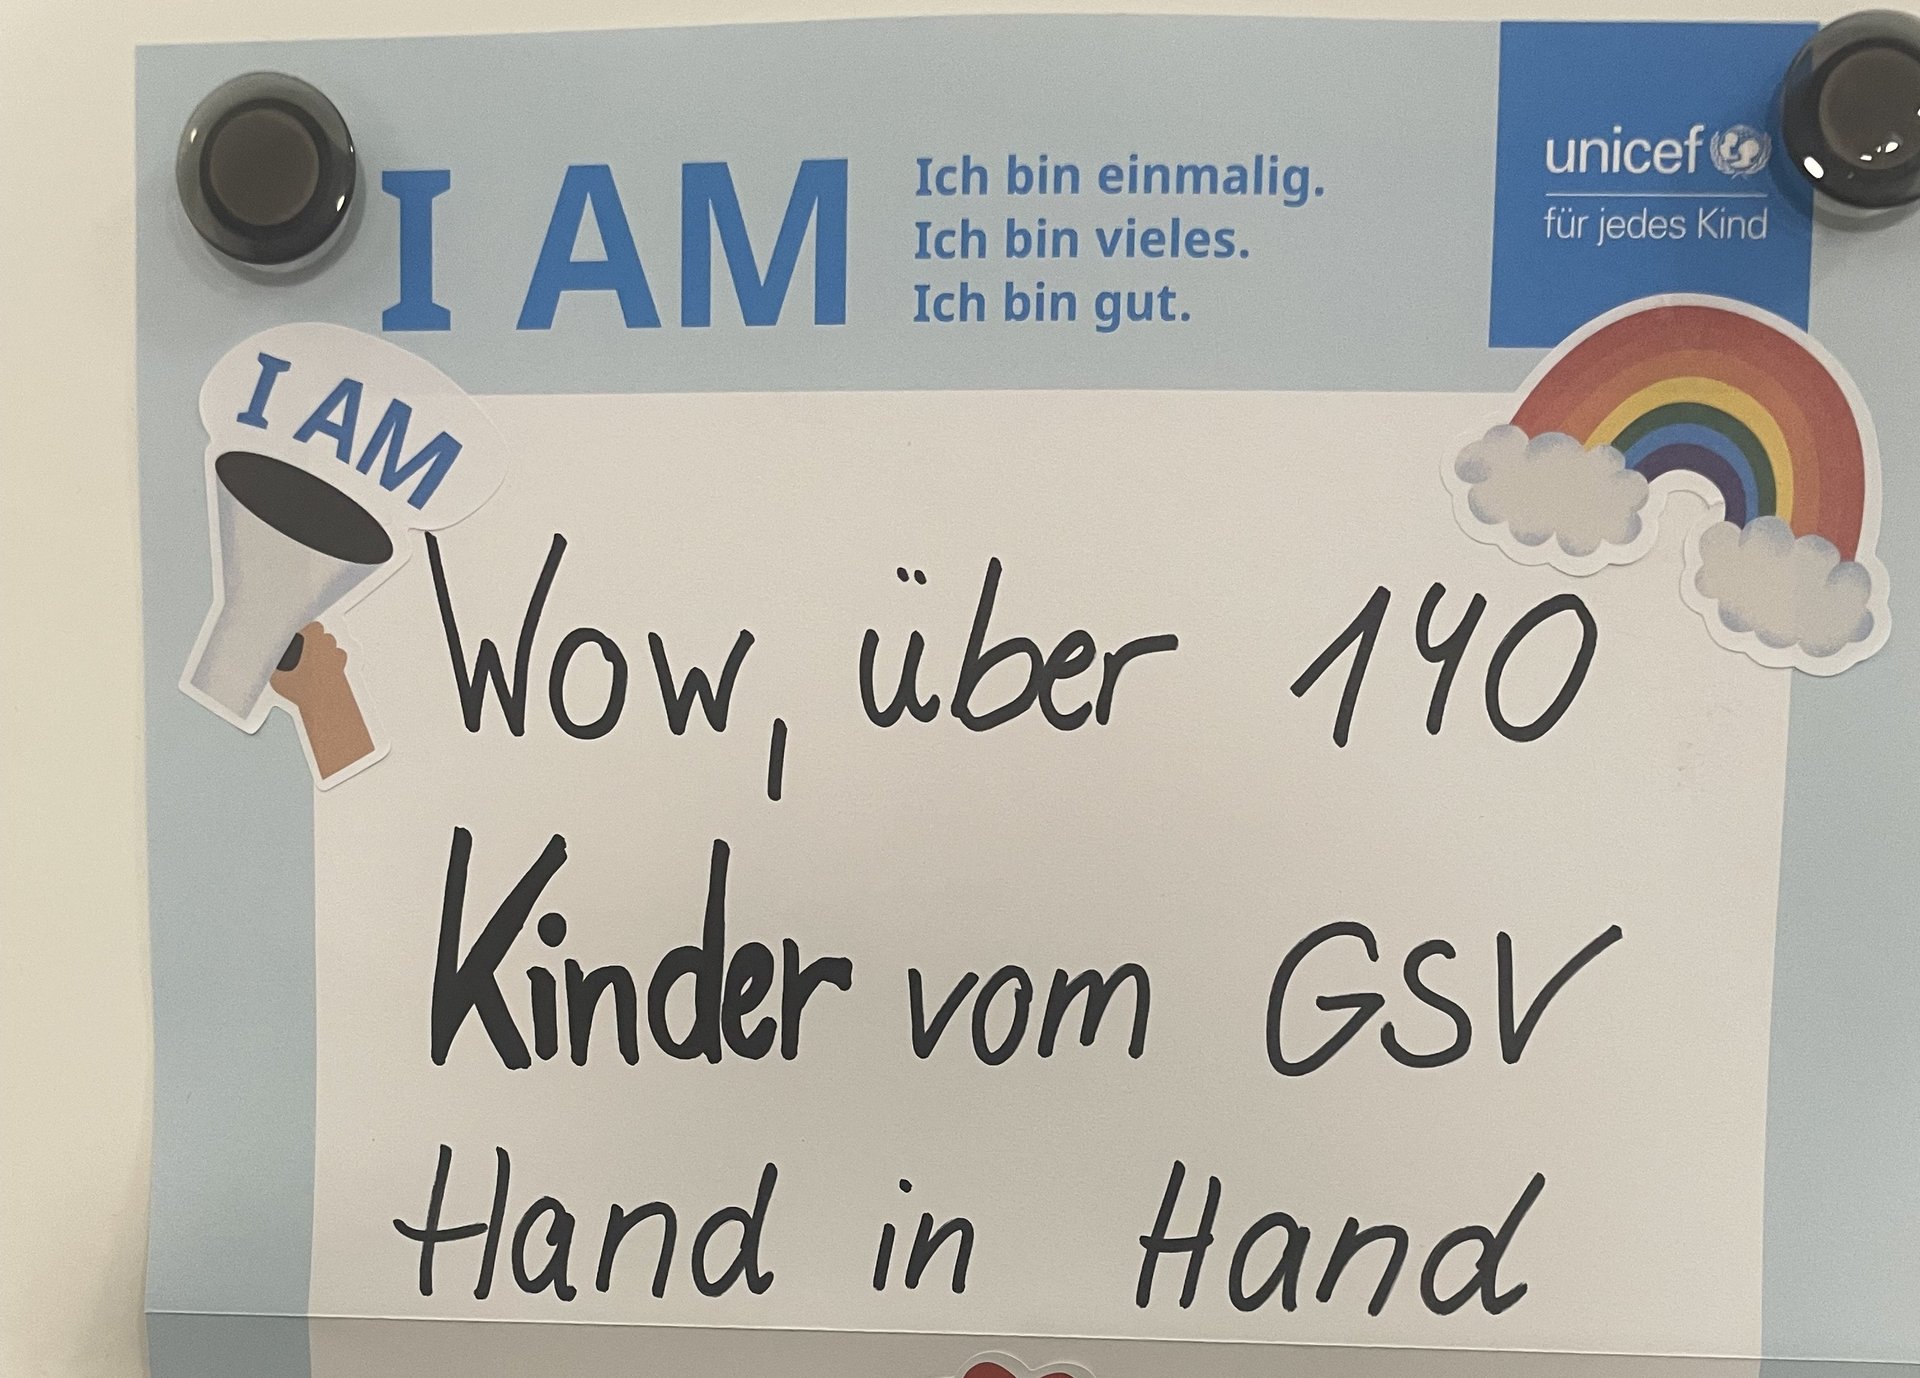 I AM
Ich bin einmalig.
Ich bin vieles.
Ich bin gut.
unicef
für jedes Kind
I AM
Wow, über 140
Kinder vom GSV
Hand in Hand